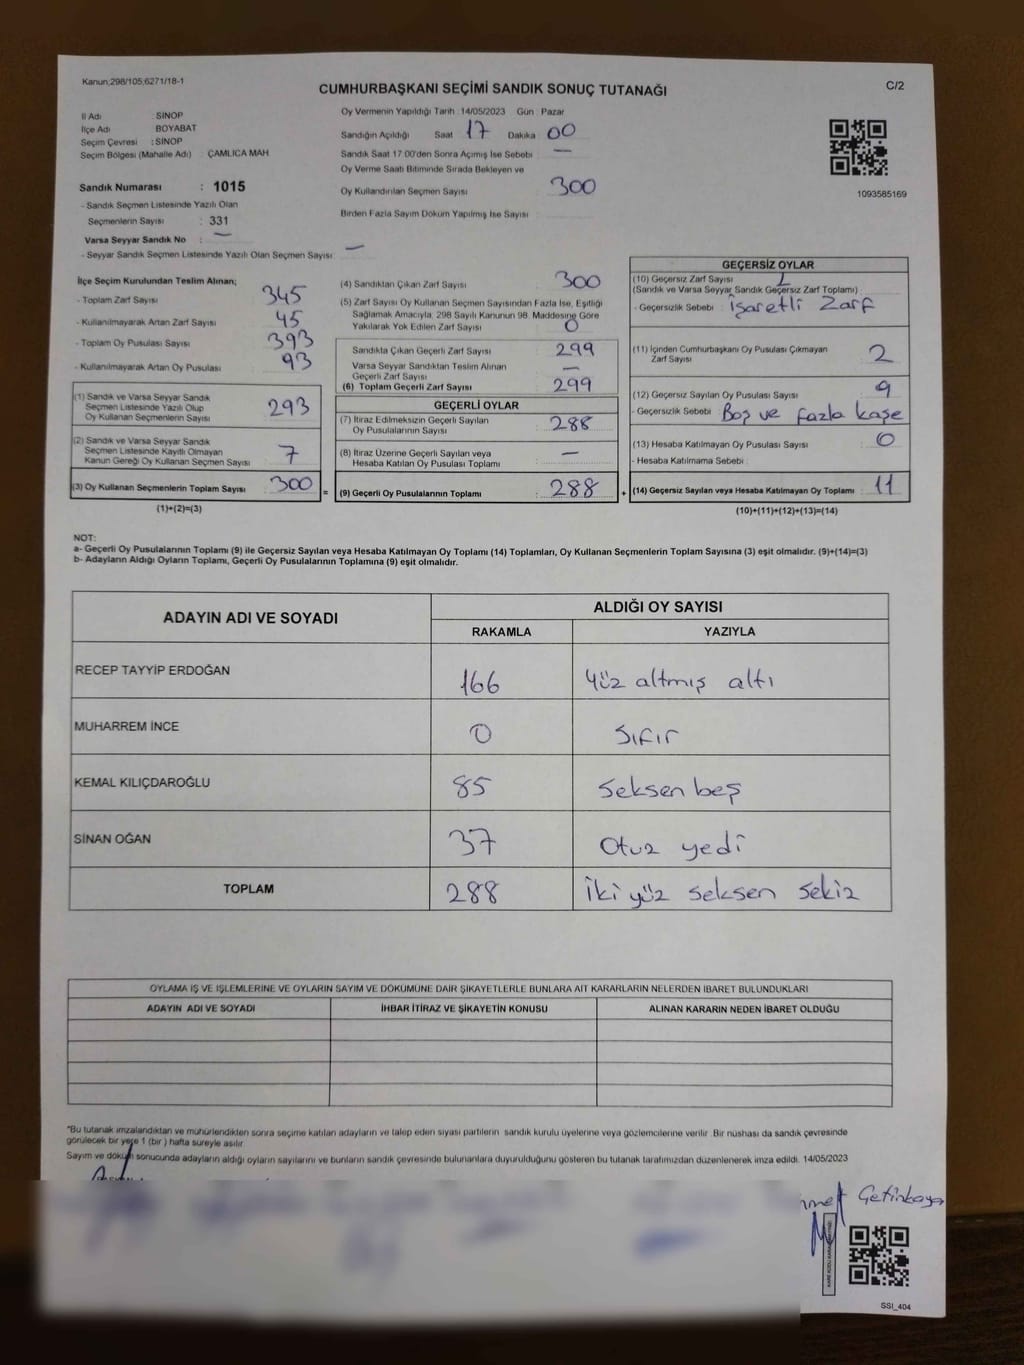 Kanun;298/105;6271/18-1
C/2
CUMHURBAŞKANI SEÇİMİ SANDIK SONUÇ TUTANAĞI
İl Adı : SİNOP
İlçe Adı : BOYABAT
Seçim Çevresi : SİNOP
Seçim Bölgesi (Mahalle Adı) : ÇAMLICA MAH
Sandık Numarası : 1015
- Sandık Seçmen Listesinde Yazılı Olan
Seçmenlerin Sayısı : 331
Varsa Seyyar Sandık No : —
- Seyyar Sandık Seçmen Listesinde Yazılı Olan Seçmen Sayısı : —
Oy Vermenin Yapıldığı Tarih : 14/05/2023 Gün : Pazar
Sandığın Açıldığı Saat : 17 Dakika : 00
Sandık Saat 17:00'den Sonra Açımış İse Sebebi : —
Oy Verme Saati Bitiminde Sırada Bekleyen ve
Oy Kullandırılan Seçmen Sayısı : 300
Birden Fazla Sayım Döküm Yapılmış İse Sayısı :
1093585169
İlçe Seçim Kurulundan Teslim Alınan;
- Toplam Zarf Sayısı : 345
- Kullanılmayarak Artan Zarf Sayısı : 45
- Toplam Oy Pusulası Sayısı : 393
- Kullanılmayarak Artan Oy Pusulası : 93
(1) Sandık ve Varsa Seyyar Sandık
Seçmen Listesinde Yazılı Olup
Oy Kullanan Seçmenlerin Sayısı : 293
(2) Sandık ve Varsa Seyyar Sandık
Seçmen Listesinde Kayıtlı Olmayan
Kanun Gereği Oy Kullanan Seçmen Sayısı : 7
(3) Oy Kullanan Seçmenlerin Toplam Sayısı : 300
(1)+(2)=(3)
(4) Sandıktan Çıkan Zarf Sayısı : 300
(5) Zarf Sayısı Oy Kullanan Seçmen Sayısından Fazla İse, Eşitliği
Sağlamak Amacıyla, 298 Sayılı Kanunun 98. Maddesine Göre
Yakılarak Yok Edilen Zarf Sayısı : 0
Sandıkta Çıkan Geçerli Zarf Sayısı : 299
Varsa Seyyar Sandıktan Teslim Alınan
Geçerli Zarf Sayısı : —
(6) Toplam Geçerli Zarf Sayısı : 299
GEÇERLİ OYLAR
(7) İtiraz Edilmeksizin Geçerli Sayılan
Oy Pusulalarının Sayısı : 288
(8) İtiraz Üzerine Geçerli Sayılan veya
Hesaba Katılan Oy Pusulası Toplamı : —
= (9) Geçerli Oy Pusulalarının Toplamı : 288
GEÇERSİZ OYLAR
(10) Geçersiz Zarf Sayısı : 1
(Sandık ve Varsa Seyyar Sandık Geçersiz Zarf Toplamı)
- Geçersizlik Sebebi : İşaretli Zarf
(11) İçinden Cumhurbaşkanı Oy Pusulası Çıkmayan
Zarf Sayısı : 2
(12) Geçersiz Sayılan Oy Pusulası Sayısı : 9
- Geçersizlik Sebebi : Boş ve fazla kaşe
(13) Hesaba Katılmayan Oy Pusulası Sayısı : 0
- Hesaba Katılmama Sebebi :
+ (14) Geçersiz Sayılan veya Hesaba Katılmayan Oy Toplamı : 11
(10)+(11)+(12)+(13)=(14)
NOT:
a- Geçerli Oy Pusulalarının Toplamı (9) ile Geçersiz Sayılan veya Hesaba Katılmayan Oy Toplamı (14) Toplamları, Oy Kullanan Seçmenlerin Toplam Sayısına (3) eşit olmalıdır. (9)+(14)=(3)
b- Adayların Aldığı Oyların Toplamı, Geçerli Oy Pusulalarının Toplamına (9) eşit olmalıdır.
ADAYIN ADI VE SOYADI ALDIĞI OY SAYISI
RAKAMLA YAZIYLA
RECEP TAYYİP ERDOĞAN 166 Yüz altmış altı
MUHARREM İNCE 0 Sıfır
KEMAL KILIÇDAROĞLU 85 Seksen beş
SİNAN OĞAN 37 Otuz yedi
TOPLAM 288 İki yüz seksen sekiz
OYLAMA İŞ VE İŞLEMLERİNE VE OYLARIN SAYIM VE DÖKÜMÜNE DAİR ŞİKAYETLERLE BUNLARA AİT KARARLARIN NELERDEN İBARET BULUNDUKLARI
ADAYIN ADI VE SOYADI İHBAR İTİRAZ VE ŞİKAYETİN KONUSU ALINAN KARARIN NEDEN İBARET OLDUĞU
*Bu tutanak imzalandıktan ve mühürlendikten sonra seçime katılan adayların ve talep eden siyasi partilerin sandık kurulu üyelerine veya gözlemcilerine verilir. Bir nüshası da sandık çevresinde
görülecek bir yere 1 (bir ) hafta süreyle asılır.
Sayım ve döküm sonucunda adayların aldığı oyların sayılarını ve bunların sandık çevresinde bulunanlara duyurulduğunu gösteren bu tutanak tarafımızdan düzenlenerek imza edildi. 14/05/2023
Çetinkaya
SSI_404